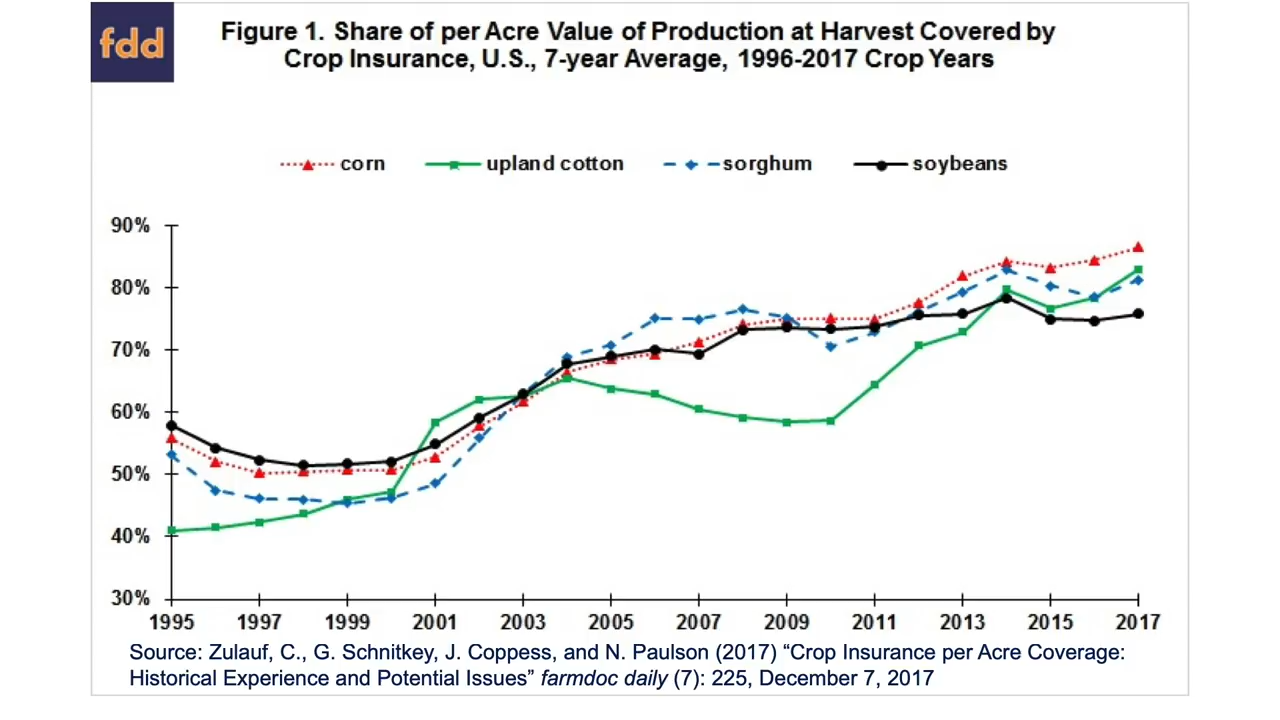 fdd
Figure 1. Share of per Acre Value of Production at Harvest Covered by
Crop Insurance, U.S., 7-year Average, 1996-2017 Crop Years
corn upland cotton sorghum soybeans
90%
80%
70%
60%
50%
40%
30%
1995 1997 1999 2001 2003 2005 2007 2009 2011 2013 2015 2017
Source: Zulauf, C., G. Schnitkey, J. Coppess, and N. Paulson (2017) “Crop Insurance per Acre Coverage:
Historical Experience and Potential Issues” farmdoc daily (7): 225, December 7, 2017